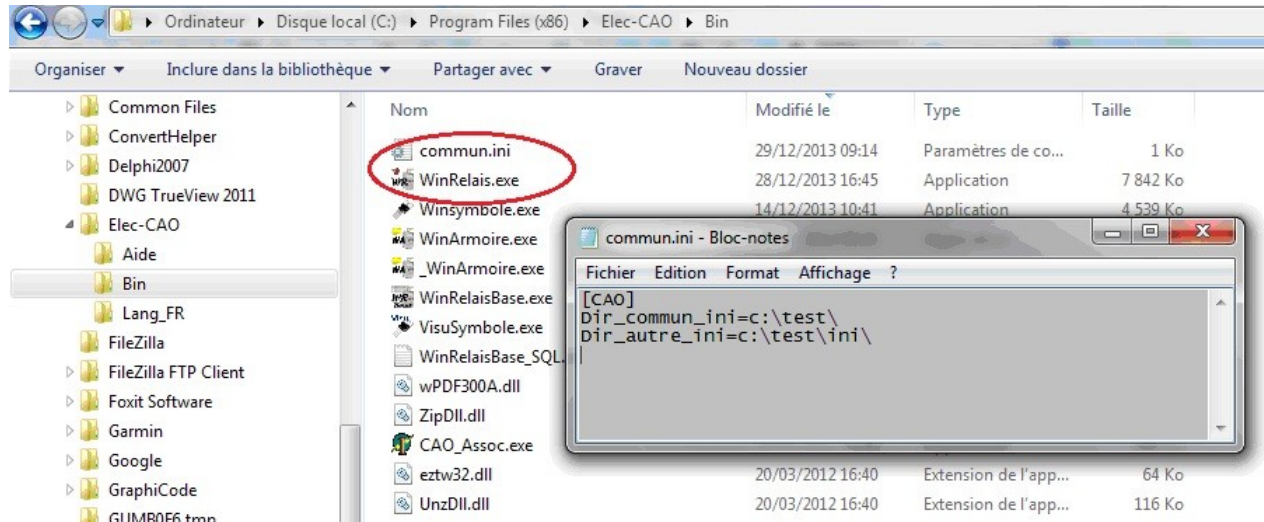 Ordinateur ▸ Disque local (C:) ▸ Program Files (x86) ▸ Elec-CAO ▸ Bin
Organiser ▾ Inclure dans la bibliothèque ▾ Partager avec ▾ Graver Nouveau dossier
Common Files
ConvertHelper
Delphi2007
DWG TrueView 2011
Elec-CAO
Aide
Bin
Lang_FR
FileZilla
FileZilla FTP Client
Foxit Software
Garmin
Google
GraphiCode
GUMB0F6.tmp
Nom Modifié le Type Taille
commun.ini 29/12/2013 09:14 Paramètres de co... 1 Ko
WinRelais.exe 28/12/2013 16:45 Application 7 842 Ko
Winsymbole.exe 14/12/2013 10:41 Application 4 539 Ko
WinArmoire.exe
_WinArmoire.exe
WinRelaisBase.exe
VisuSymbole.exe
WinRelaisBase_SQL.
wPDF300A.dll
ZipDll.dll
CAO_Assoc.exe
eztw32.dll 20/03/2012 16:40 Extension de l'app... 64 Ko
UnzDll.dll 20/03/2012 16:40 Extension de l'app... 116 Ko
commun.ini - Bloc-notes
Fichier Edition Format Affichage ?
[CAO]
Dir_commun_ini=c:\test\
Dir_autre_ini=c:\test\ini\